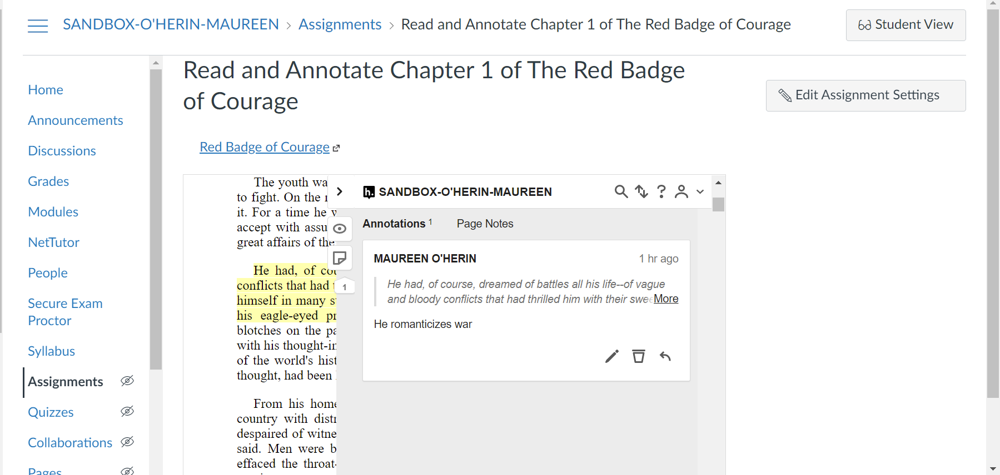 SANDBOX-O'HERIN-MAUREEN › Assignments › Read and Annotate Chapter 1 of The Red Badge of Courage
Student View
Home
Announcements
Discussions
Grades
Modules
NetTutor
People
Secure Exam
Proctor
Syllabus
Assignments
Quizzes
Collaborations
Pages
Read and Annotate Chapter 1 of The Red Badge
of Courage
Edit Assignment Settings
Red Badge of Courage
The youth wa
to fight. On the
it. For a time he
accept with assu
great affairs of the
He had, of cou
conflicts that had
himself in many s
his eagle-eyed pr
blotches on the pa
with his thought-in
of the world's hist
thought, had been
From his home
country with distr
despaired of witne
said. Men were b
effaced the throat-
h. SANDBOX-O'HERIN-MAUREEN
Annotations 1 Page Notes
1
MAUREEN O'HERIN 1 hr ago
He had, of course, dreamed of battles all his life--of vague
and bloody conflicts that had thrilled him with their swee More
He romanticizes war